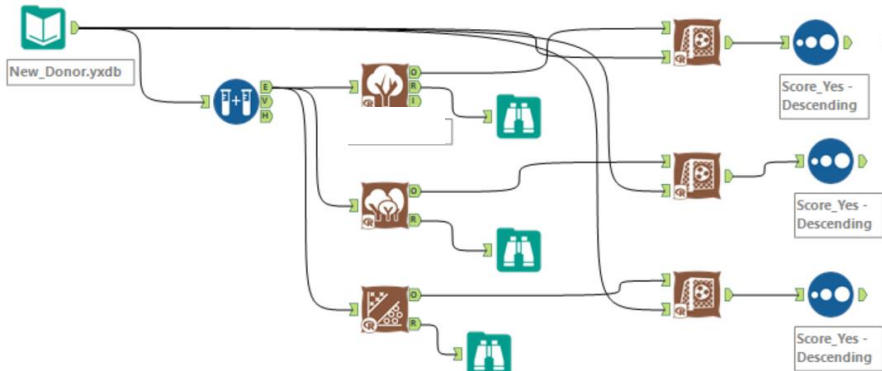 New_Donor.yxdb
E
V
H
O
R
I
O
R
O
R
Score_Yes -
Descending
Score_Yes -
Descending
Score_Yes -
Descending